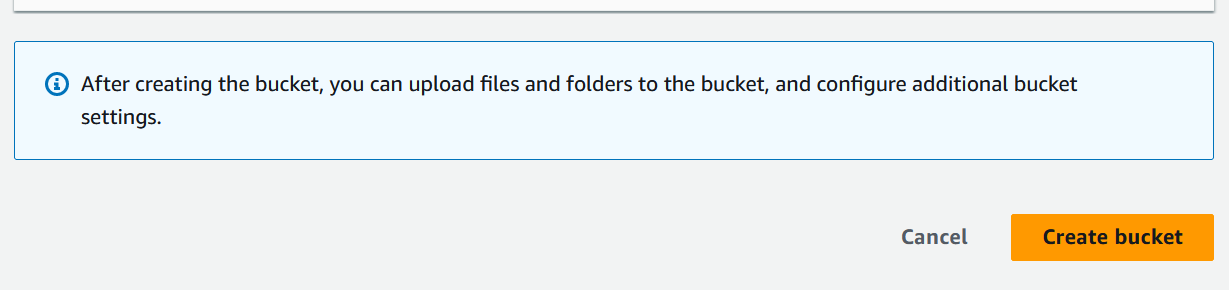 After creating the bucket, you can upload files and folders to the bucket, and configure additional bucket
settings.
Cancel
Create bucket